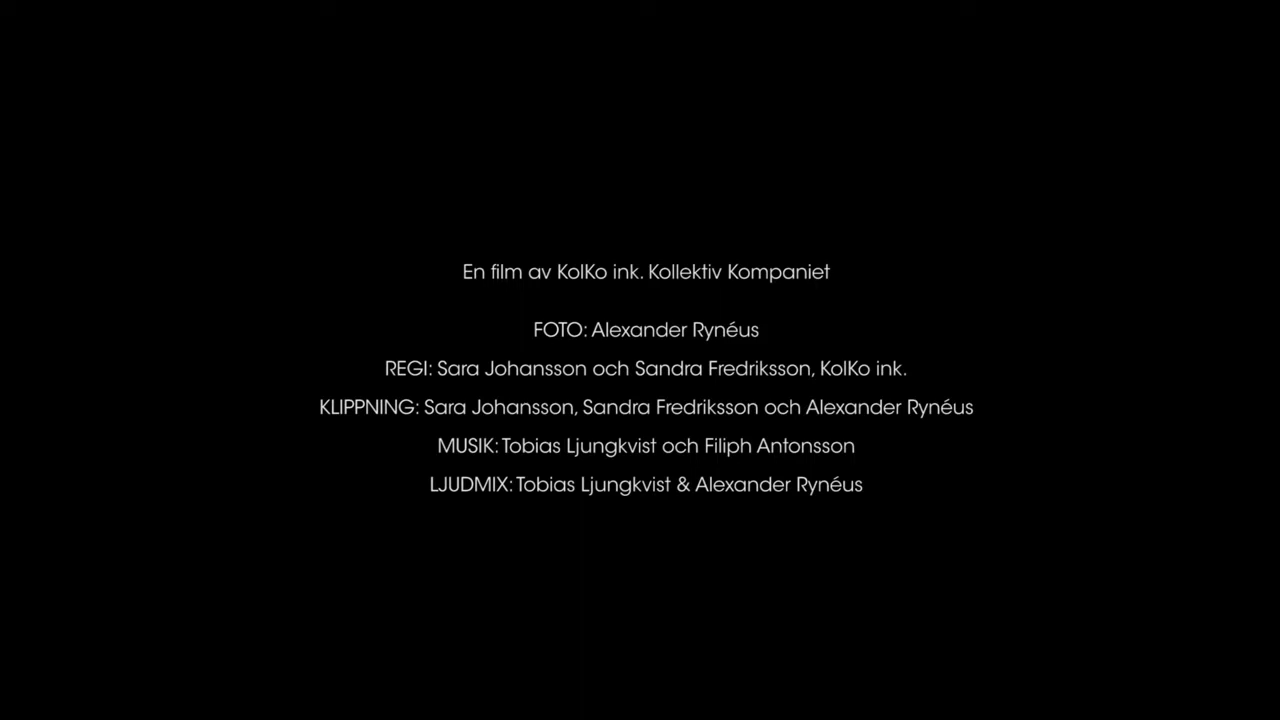 En film av KolKo ink. Kollektiv Kompaniet
FOTO: Alexander Rynéus
REGI: Sara Johansson och Sandra Fredriksson, KolKo ink.
KLIPPNING: Sara Johansson, Sandra Fredriksson och Alexander Rynéus
MUSIK: Tobias Ljungkvist och Filiph Antonsson
LJUDMIX: Tobias Ljungkvist & Alexander Rynéus